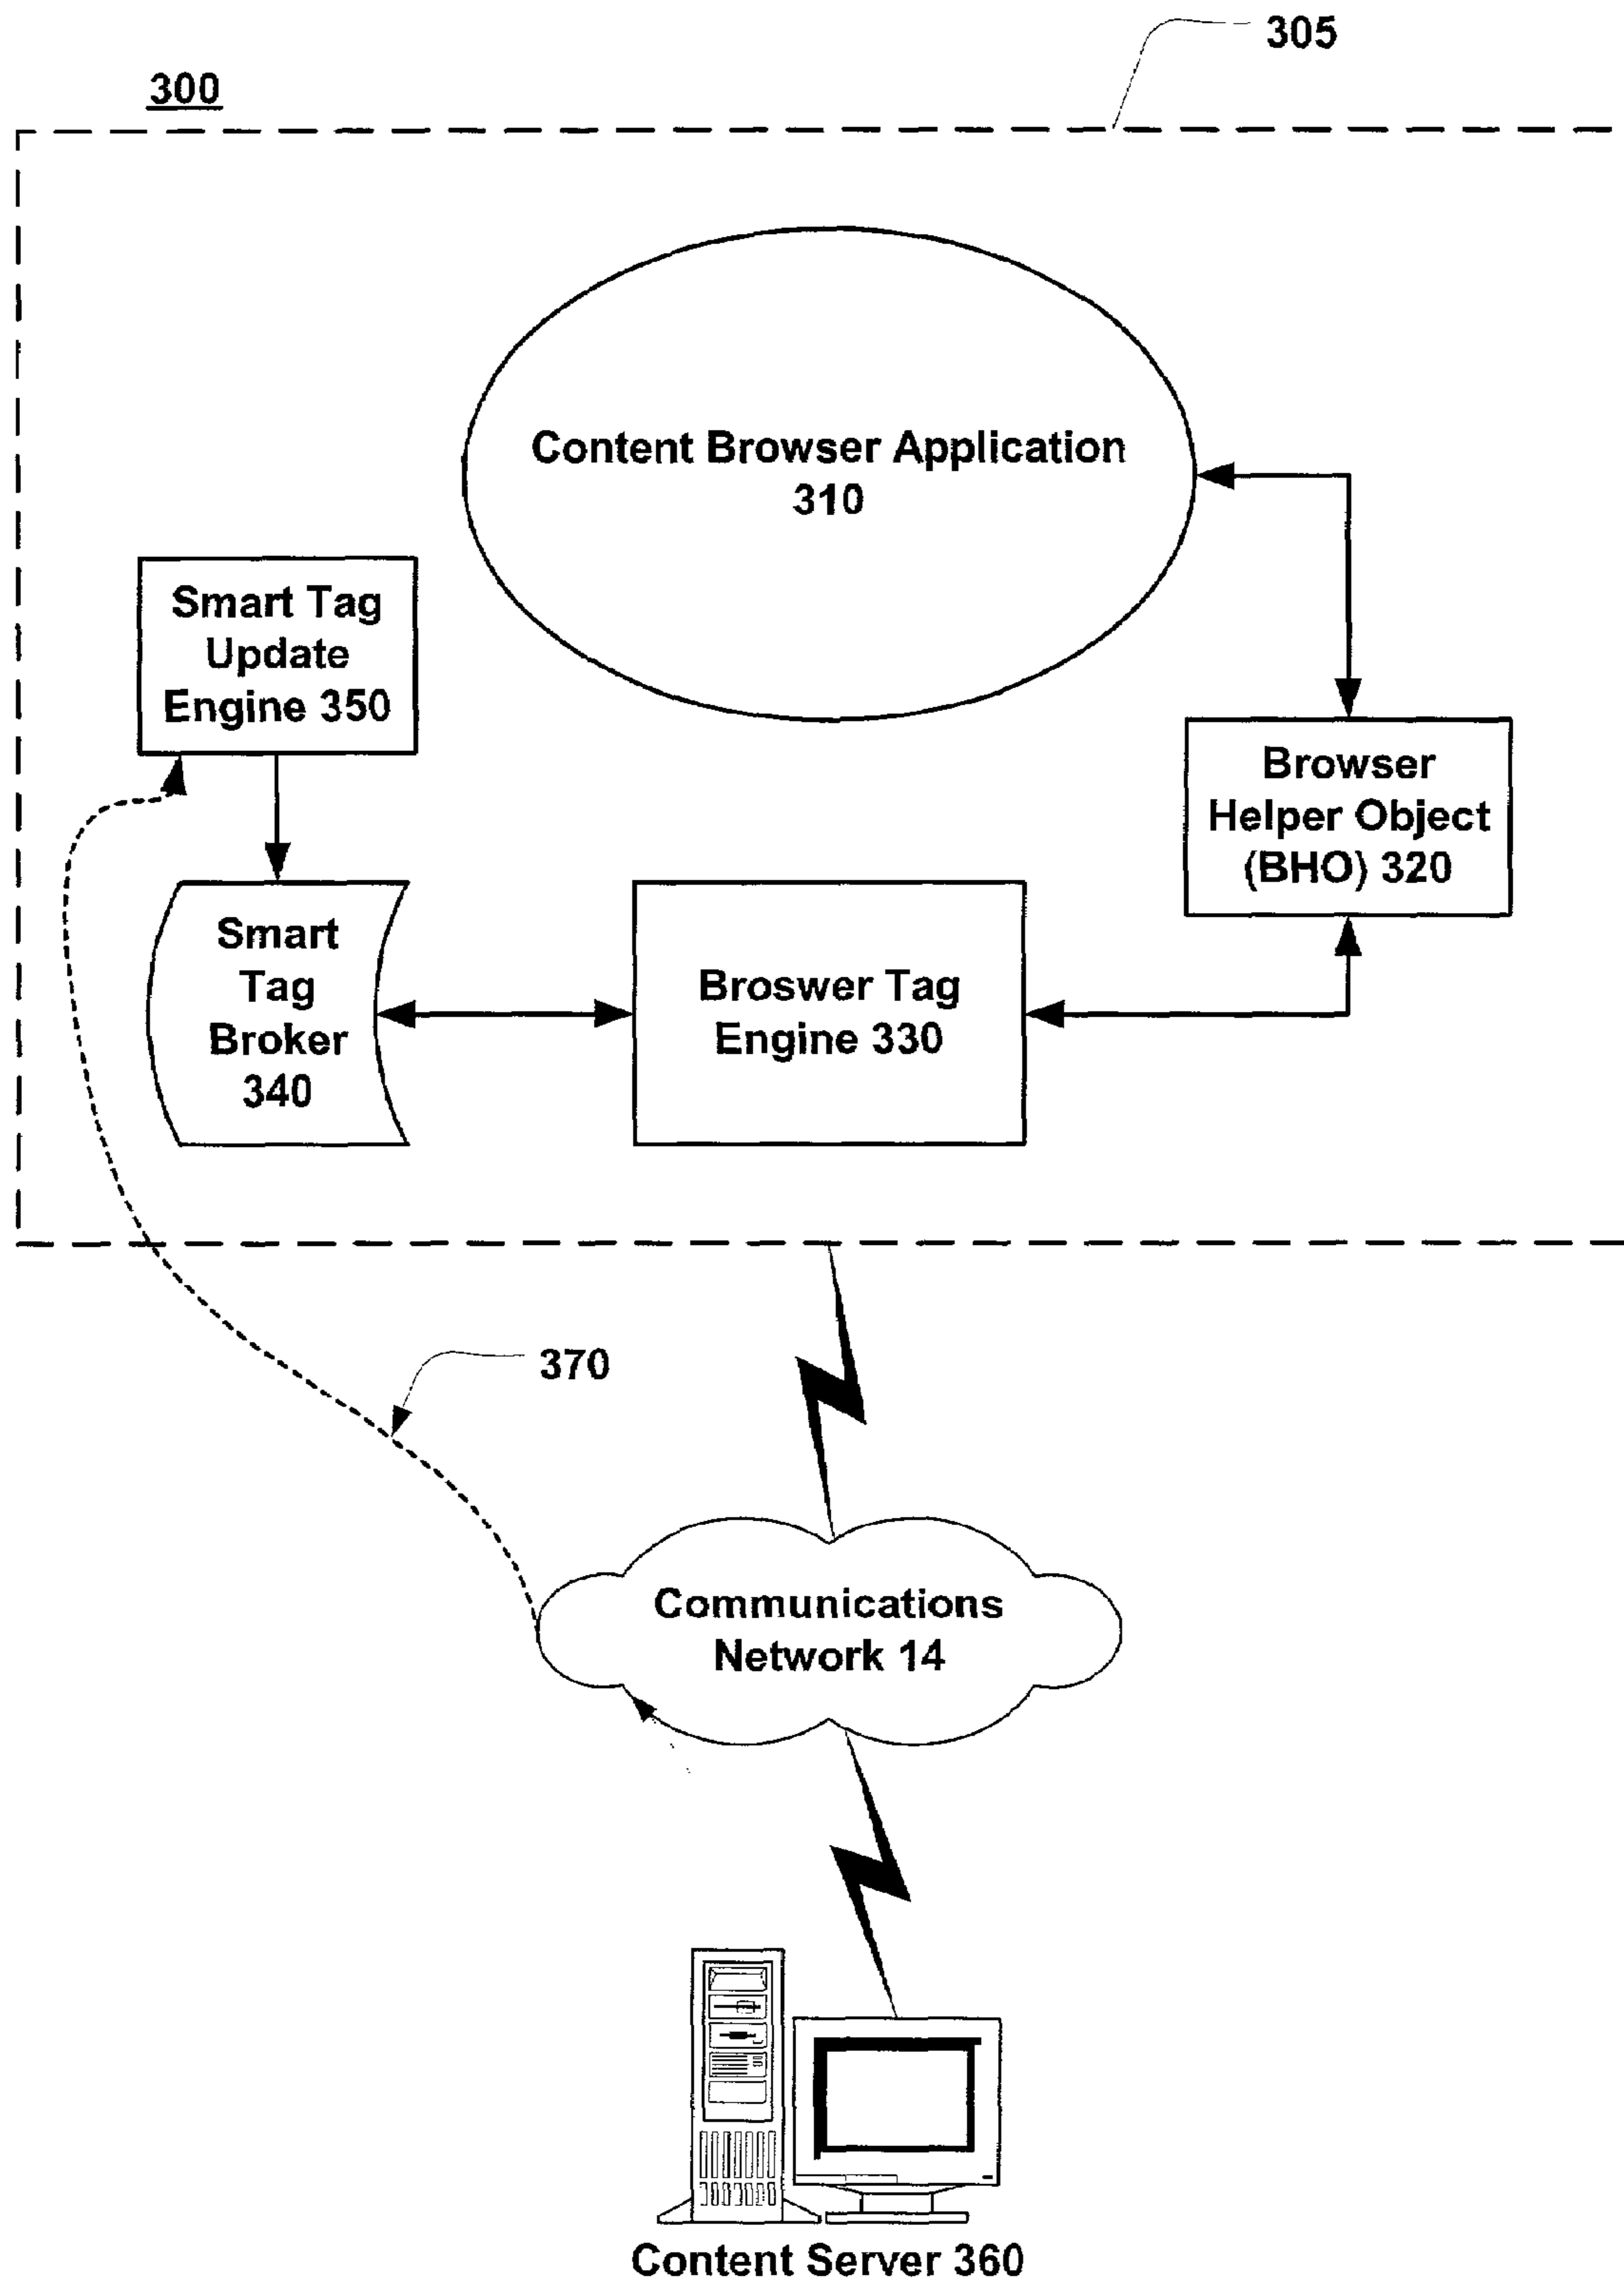 305
300
Content Browser Application
310
Smart Tag
Update
Engine 350
Browser
Helper Object
(BHO) 320
Smart
Tag
Broker
340
Broswer Tag
Engine 330
370
Communications
Network 14
Content Server 360